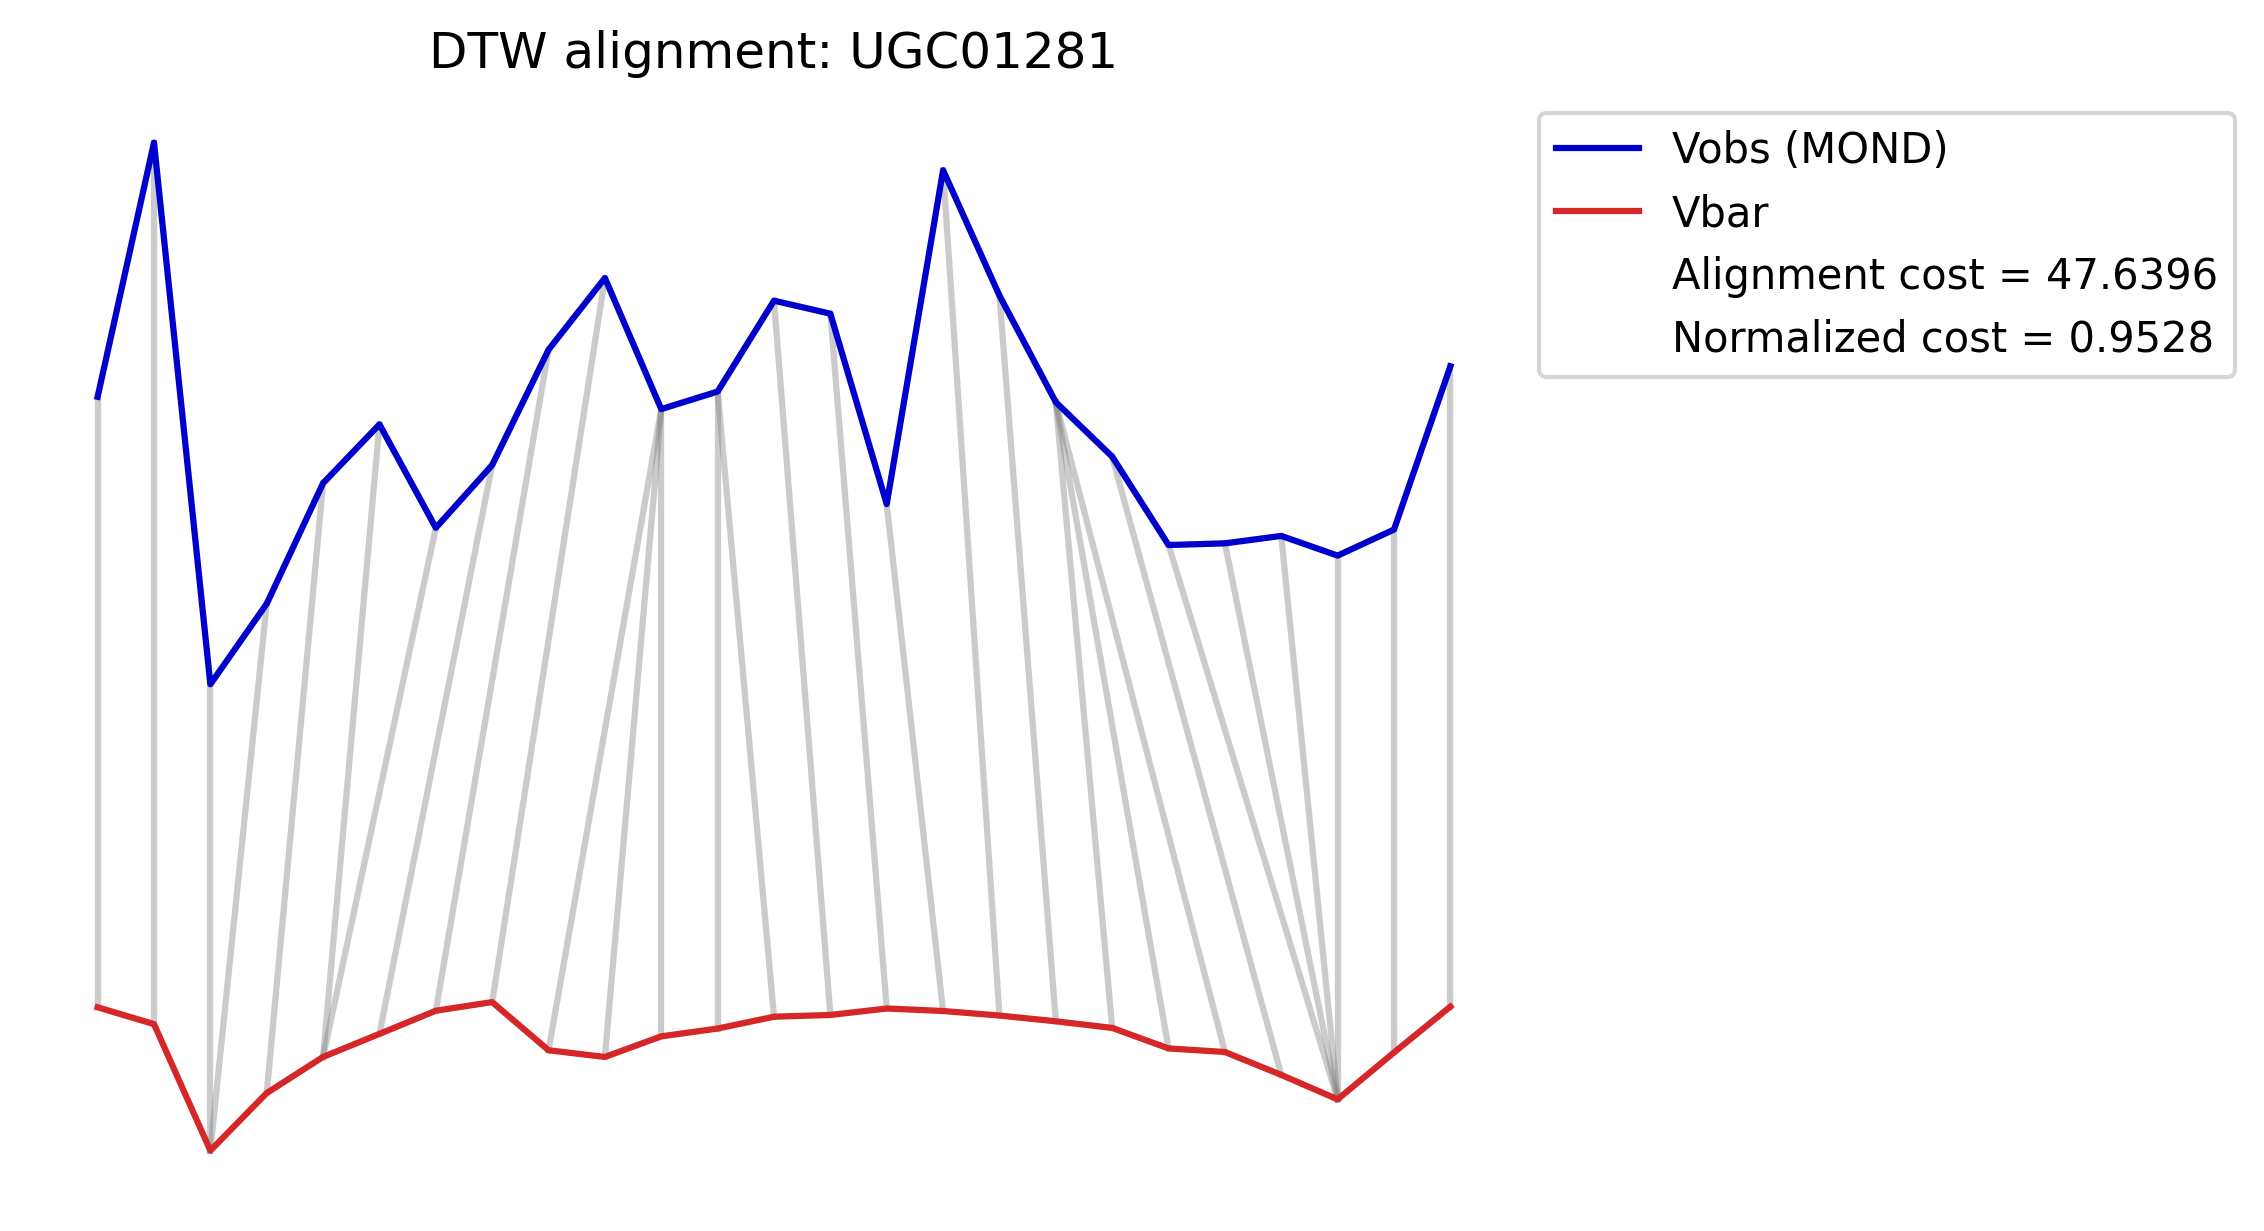 DTW alignment: UGC01281
Vobs (MOND)
Vbar
Alignment cost = 47.6396
Normalized cost = 0.9528